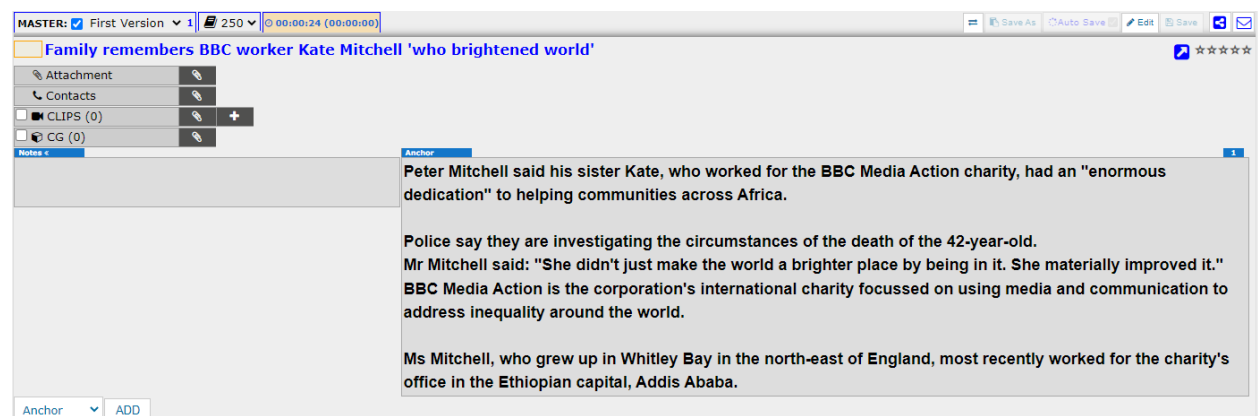 MASTER: First Version 1 250 00:00:24 (00:00:00) Save As Auto Save Edit Save
Family remembers BBC worker Kate Mitchell 'who brightened world'
Attachment
Contacts
CLIPS (0)
CG (0)
Notes «
Anchor 1
Peter Mitchell said his sister Kate, who worked for the BBC Media Action charity, had an "enormous
dedication" to helping communities across Africa.
Police say they are investigating the circumstances of the death of the 42-year-old.
Mr Mitchell said: "She didn't just make the world a brighter place by being in it. She materially improved it."
BBC Media Action is the corporation's international charity focussed on using media and communication to
address inequality around the world.
Ms Mitchell, who grew up in Whitley Bay in the north-east of England, most recently worked for the charity's
office in the Ethiopian capital, Addis Ababa.
Anchor ADD